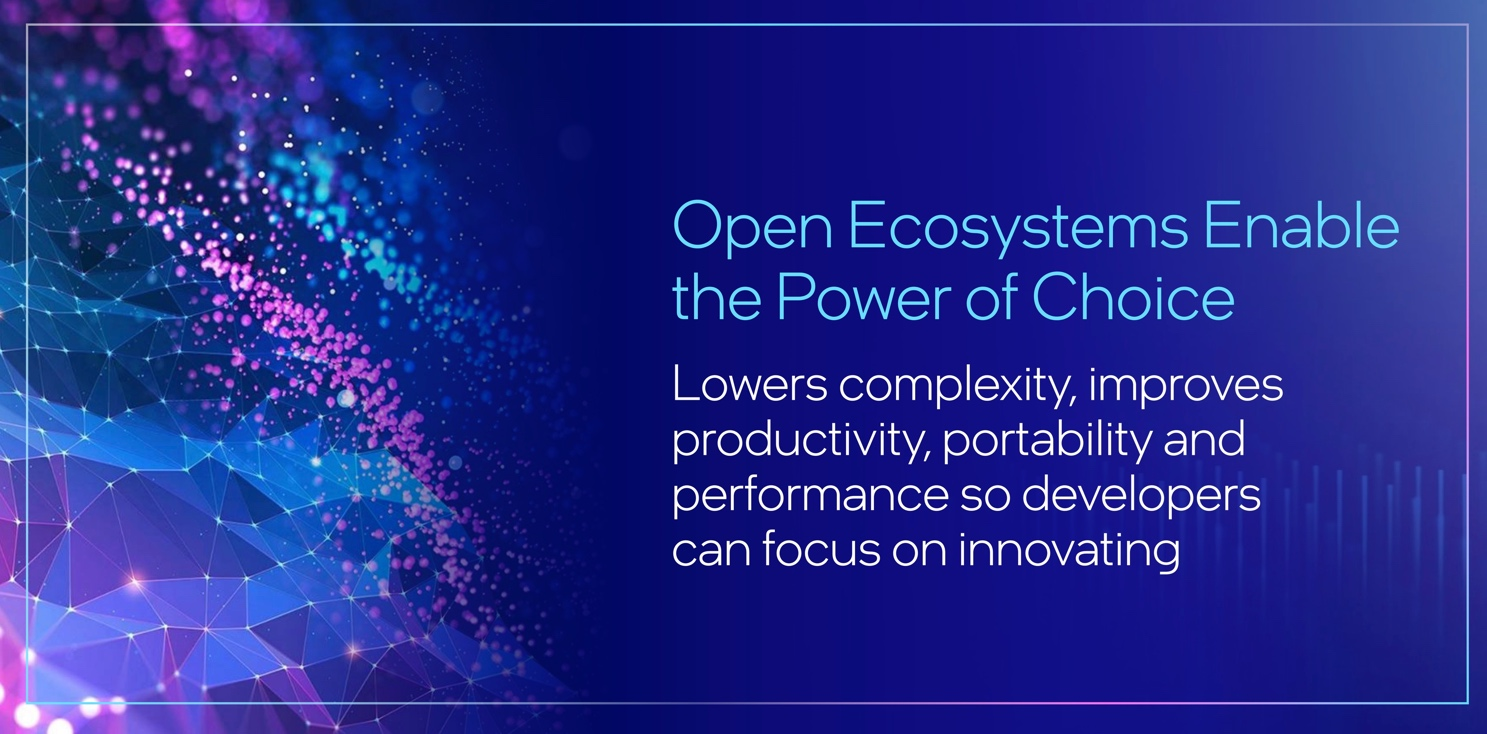 Open Ecosystems Enable
the Power of Choice
Lowers complexity, improves
productivity, portability and
performance so developers
can focus on innovating